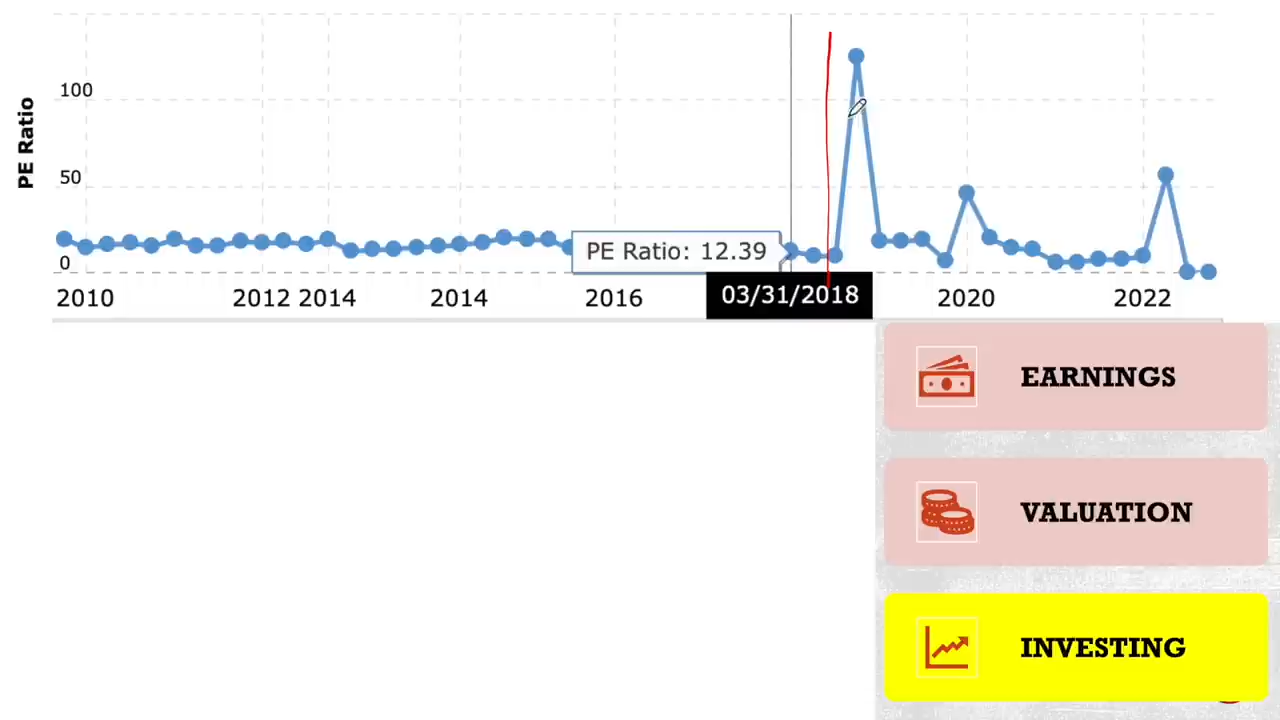 100
PE Ratio
50
PE Ratio: 12.39
0
2010 2012 2014 2014 2016 03/31/2018 2020 2022
EARNINGS
VALUATION
INVESTING